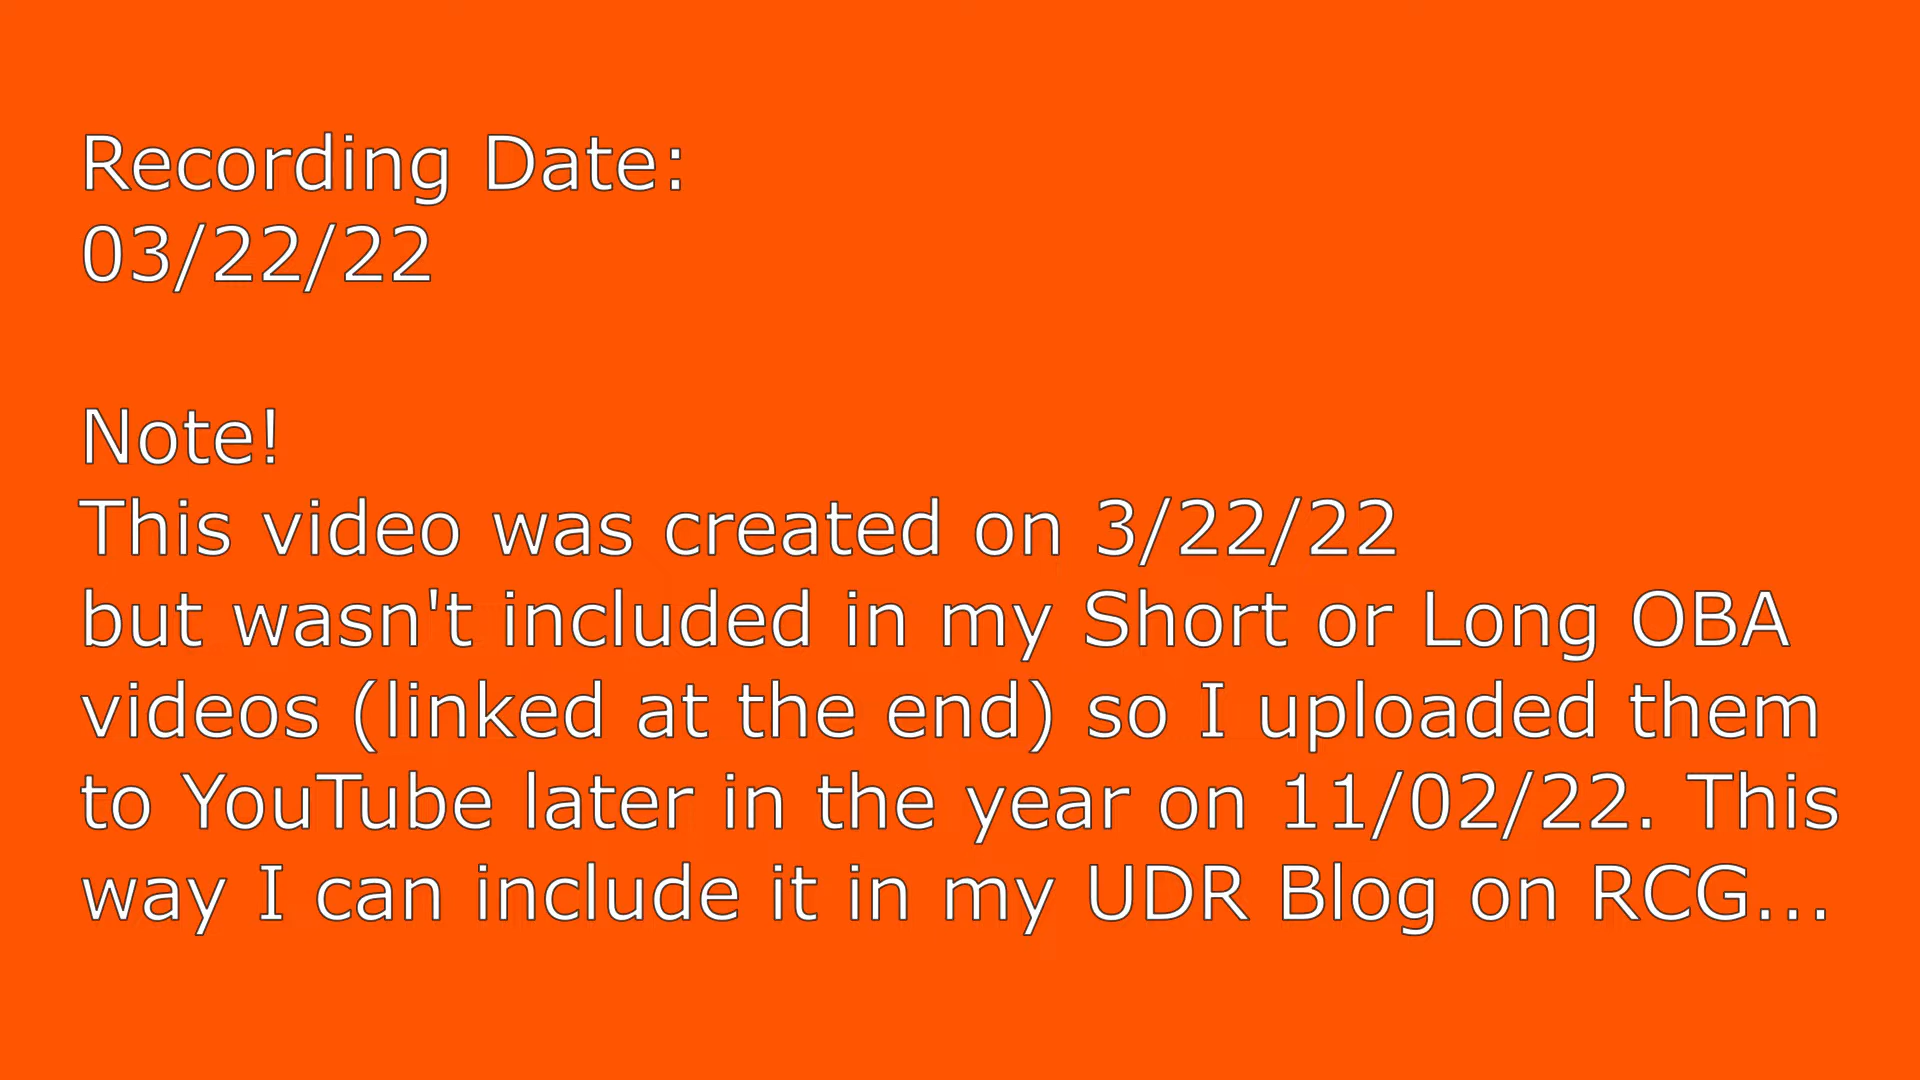 Recording Date:
03/22/22
Note!
This video was created on 3/22/22
but wasn't included in my Short or Long OBA
videos (linked at the end) so I uploaded them
to YouTube later in the year on 11/02/22. This
way I can include it in my UDR Blog on RCG...